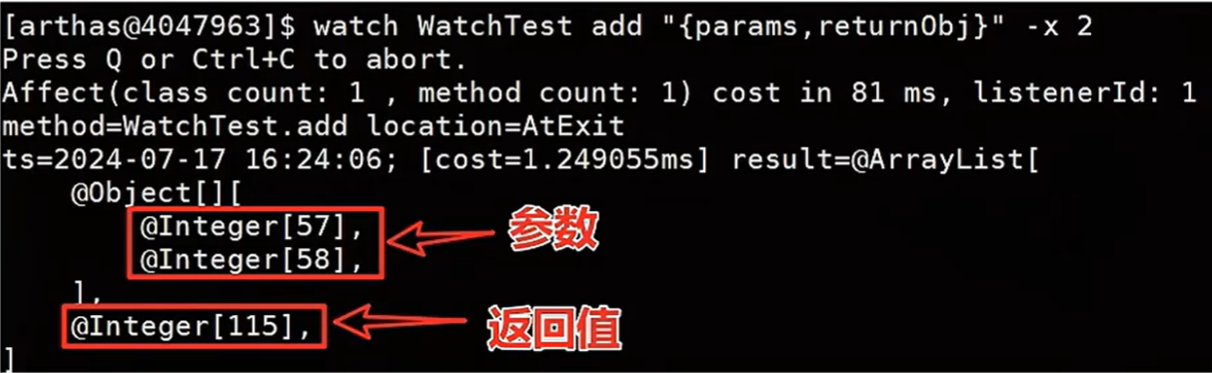 [arthas@4047963]$ watch WatchTest add "{params,returnObj}" -x 2
Press Q or Ctrl+C to abort.
Affect(class count: 1 , method count: 1) cost in 81 ms, listenerId: 1
method=WatchTest.add location=AtExit
ts=2024-07-17 16:24:06; [cost=1.249055ms] result=@ArrayList[
    @Object[][
        @Integer[57],
参数
        @Integer[58],
    ],
    @Integer[115],
返回值
]